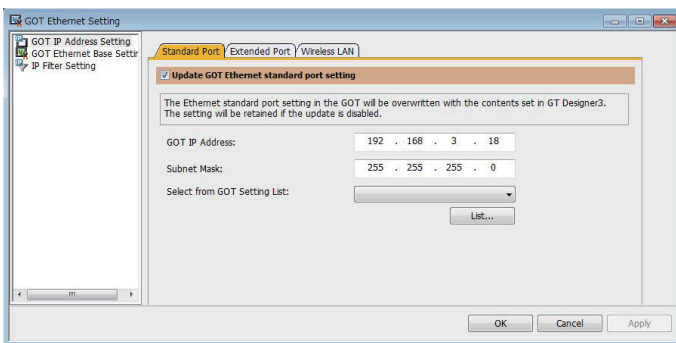 GOT Ethernet Setting
GOT IP Address Setting
GOT Ethernet Base Settir
IP Filter Setting
Standard Port Extended Port Wireless LAN
Update GOT Ethernet standard port setting
The Ethernet standard port setting in the GOT will be overwritten with the contents set in GT Designer3.
The setting will be retained if the update is disabled.
GOT IP Address: 192 . 168 . 3 . 18
Subnet Mask: 255 . 255 . 255 . 0
Select from GOT Setting List:
List...
OK Cancel Apply